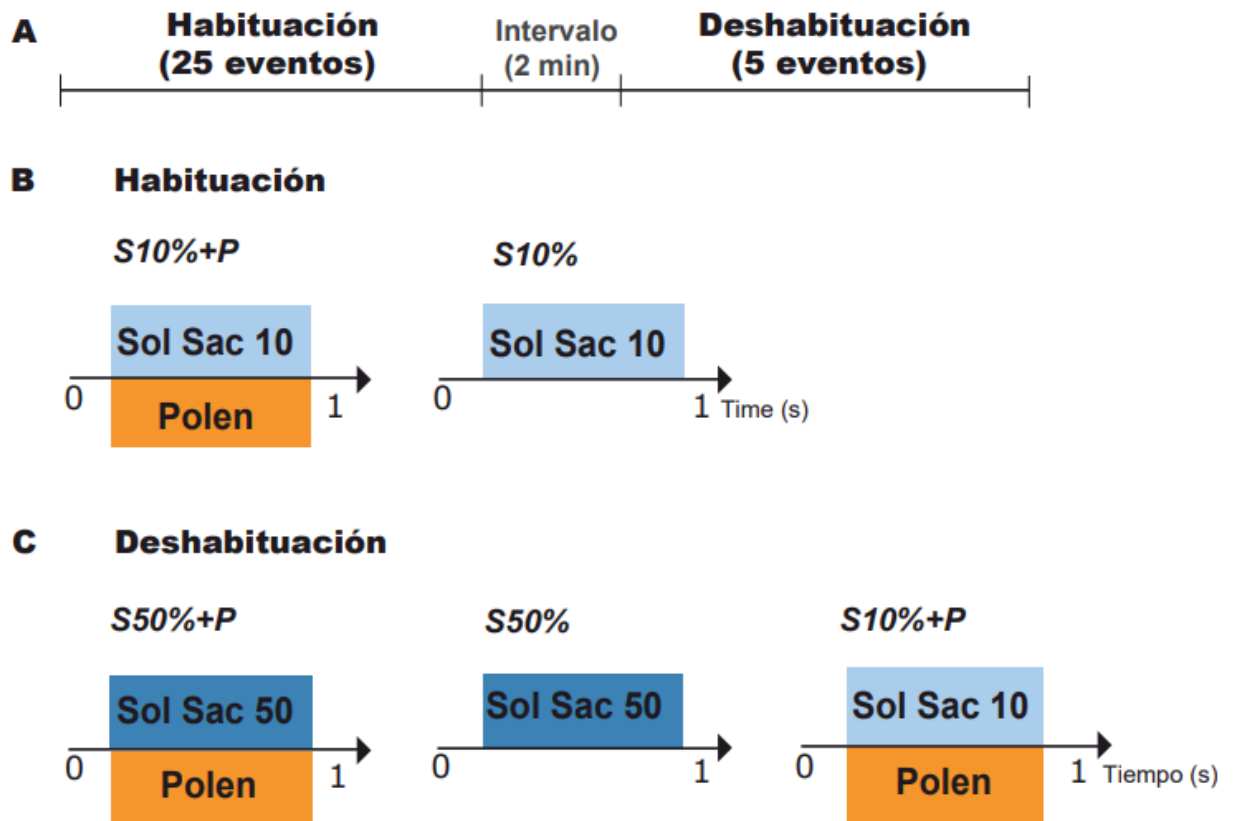 A
Habituación
(25 eventos)
Intervalo
(2 min)
Deshabituación
(5 eventos)
B Habituación
S10%+P
S10%
Sol Sac 10
Sol Sac 10
0
Polen
1
0
1 Time (s)
C Deshabituación
S50%+P
S50%
S10%+P
Sol Sac 50
Sol Sac 50
Sol Sac 10
0
Polen
1
0
1
0
Polen
1 Tiempo (s)